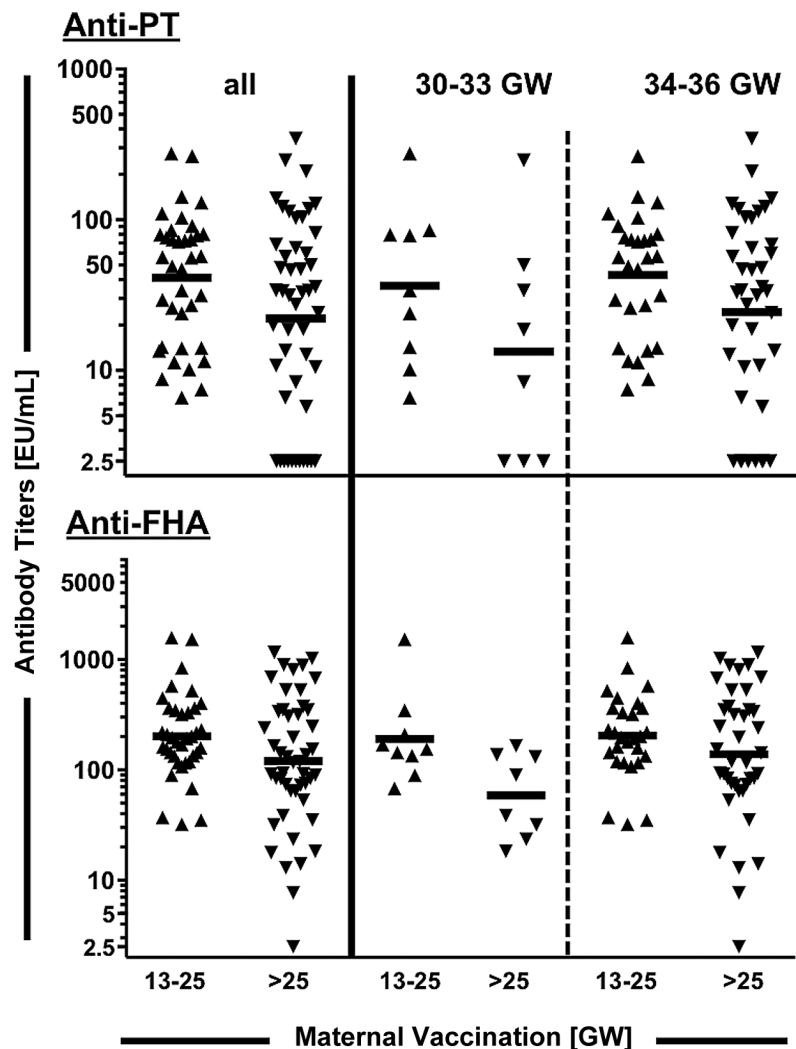 Anti-PT
all 30-33 GW 34-36 GW
1000
500
100
50
10
5
2.5
Antibody Titers [EU/mL]
Anti-FHA
5000
1000
100
10
5
2.5
13-25 >25 13-25 >25 13-25 >25
Maternal Vaccination [GW]